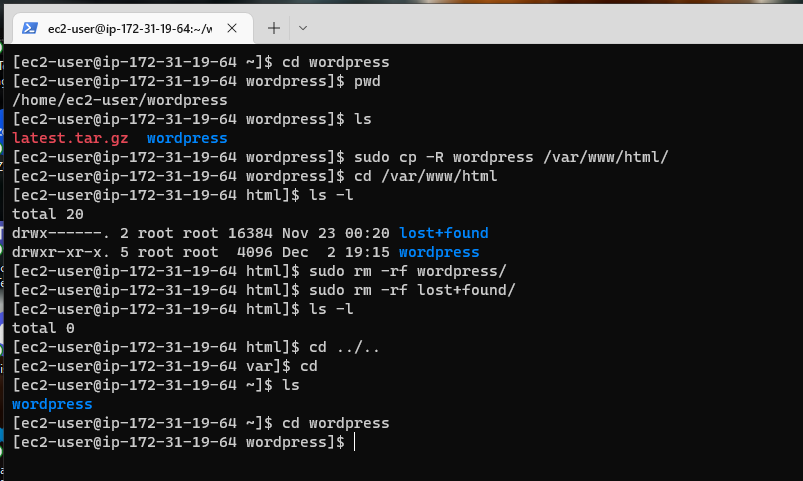 ec2-user@ip-172-31-19-64:~/w
[ec2-user@ip-172-31-19-64 ~]$ cd wordpress
[ec2-user@ip-172-31-19-64 wordpress]$ pwd
/home/ec2-user/wordpress
[ec2-user@ip-172-31-19-64 wordpress]$ ls
latest.tar.gz  wordpress
[ec2-user@ip-172-31-19-64 wordpress]$ sudo cp -R wordpress /var/www/html/
[ec2-user@ip-172-31-19-64 wordpress]$ cd /var/www/html
[ec2-user@ip-172-31-19-64 html]$ ls -l
total 20
drwx------. 2 root root 16384 Nov 23 00:20 lost+found
drwxr-xr-x. 5 root root  4096 Dec  2 19:15 wordpress
[ec2-user@ip-172-31-19-64 html]$ sudo rm -rf wordpress/
[ec2-user@ip-172-31-19-64 html]$ sudo rm -rf lost+found/
[ec2-user@ip-172-31-19-64 html]$ ls -l
total 0
[ec2-user@ip-172-31-19-64 html]$ cd ../..
[ec2-user@ip-172-31-19-64 var]$ cd
[ec2-user@ip-172-31-19-64 ~]$ ls
wordpress
[ec2-user@ip-172-31-19-64 ~]$ cd wordpress
[ec2-user@ip-172-31-19-64 wordpress]$